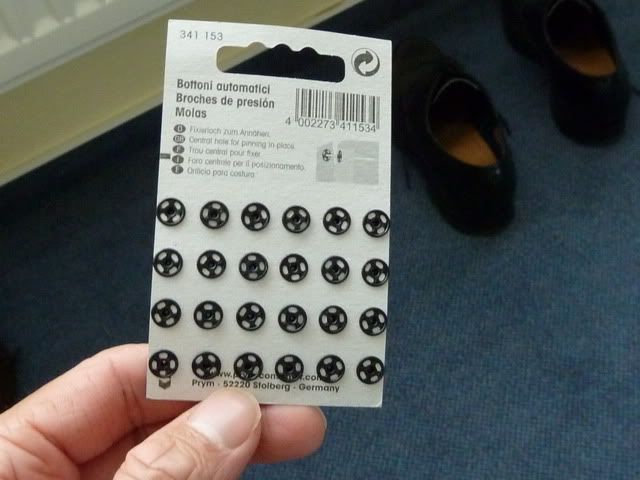 341 153
Bottoni automatici
Broches de presión
Molas
4 002273 411534
D Fixierloch zum Annähen.
GB Central hole for pinning in place.
F Trou central pour fixer.
I Foro centrale per il posizionamento.
E Orificio para costura
Prym · 52220 Stolberg · Germany